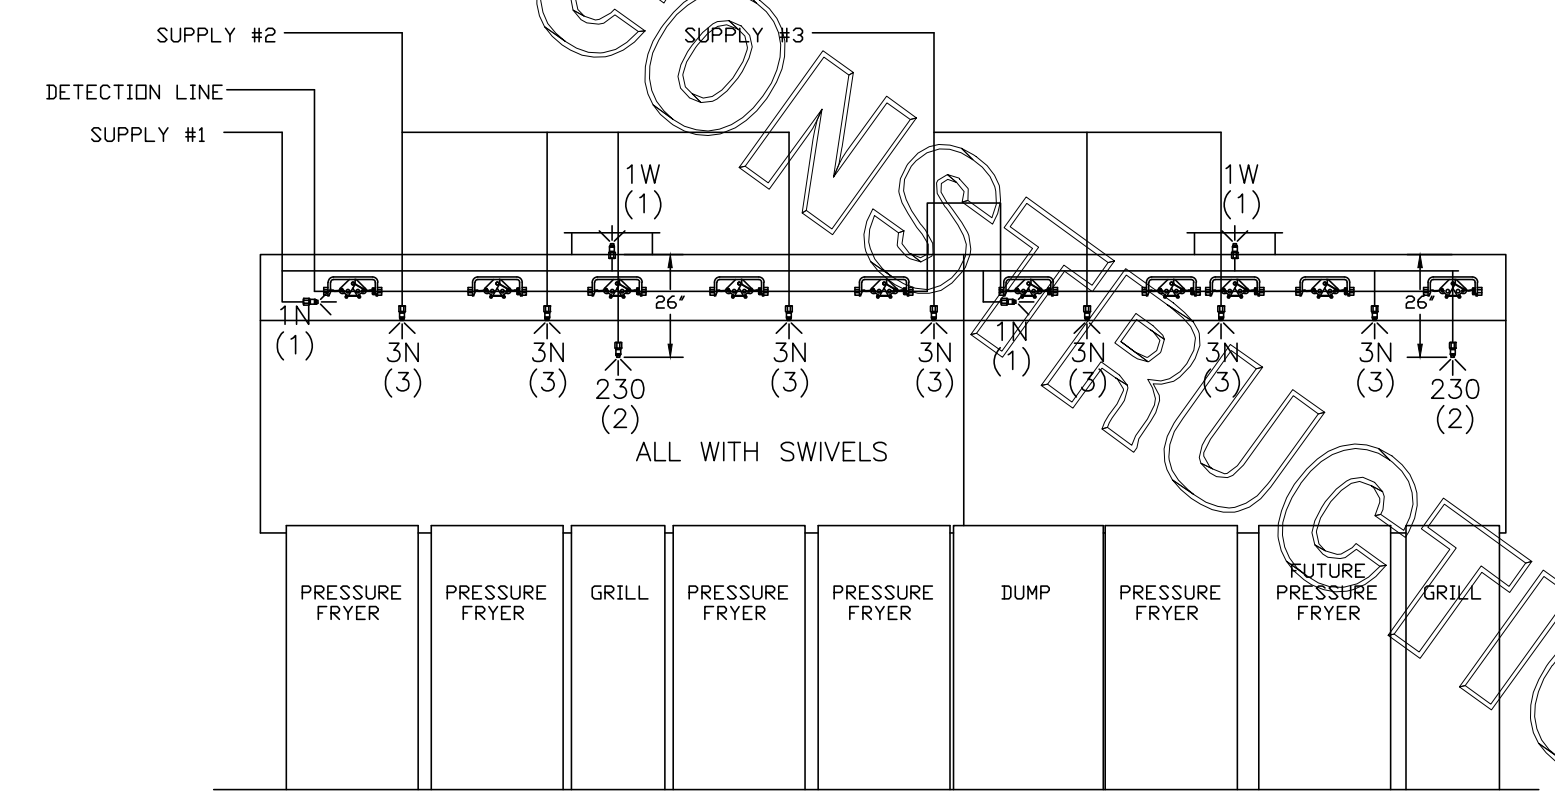 SUPPLY #2
SUPPLY #3
DETECTION LINE
SUPPLY #1
1W
(1)
1W
(1)
26"
26"
1N
(1)
3N
(3)
3N
(3)
230
(2)
3N
(3)
3N
(3)
1N
(1)
3N
(3)
3N
(3)
3N
(3)
230
(2)
ALL WITH SWIVELS
PRESSURE
FRYER
PRESSURE
FRYER
GRILL
PRESSURE
FRYER
PRESSURE
FRYER
DUMP
PRESSURE
FRYER
FUTURE
PRESSURE
FRYER
GRILL
CONSTRUCTIO